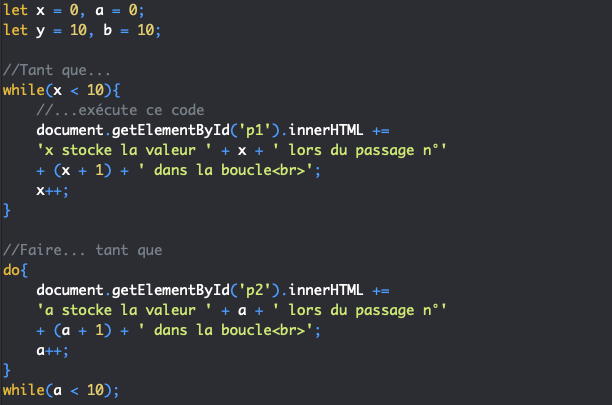 let x = 0, a = 0;
let y = 10, b = 10;
//Tant que...
while(x < 10){
//...exécute ce code
document.getElementById('p1').innerHTML +=
'x stocke la valeur ' + x + ' lors du passage n°'
+ (x + 1) + ' dans la boucle<br>';
x++;
}
//Faire... tant que
do{
document.getElementById('p2').innerHTML +=
'a stocke la valeur ' + a + ' lors du passage n°'
+ (a + 1) + ' dans la boucle<br>';
a++;
}
while(a < 10);